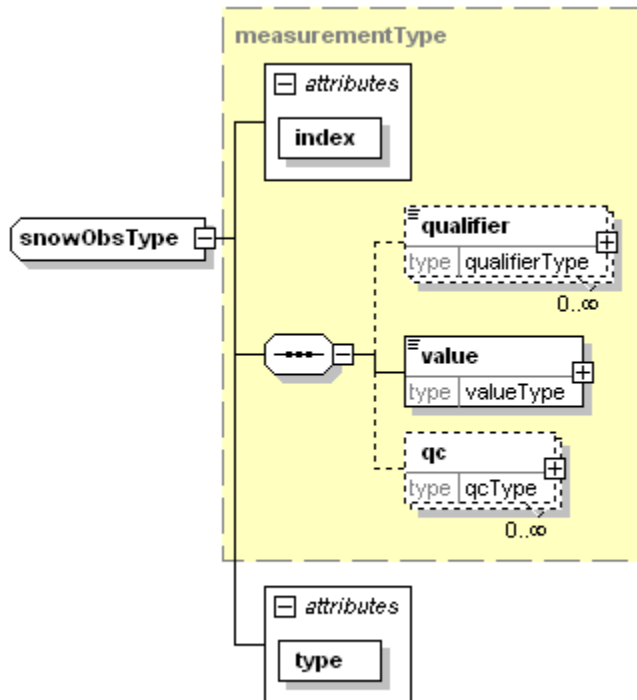 measurementType
attributes
index
snowObsType
qualifier
type qualifierType
0..∞
value
type valueType
qc
type qcType
0..∞
attributes
type